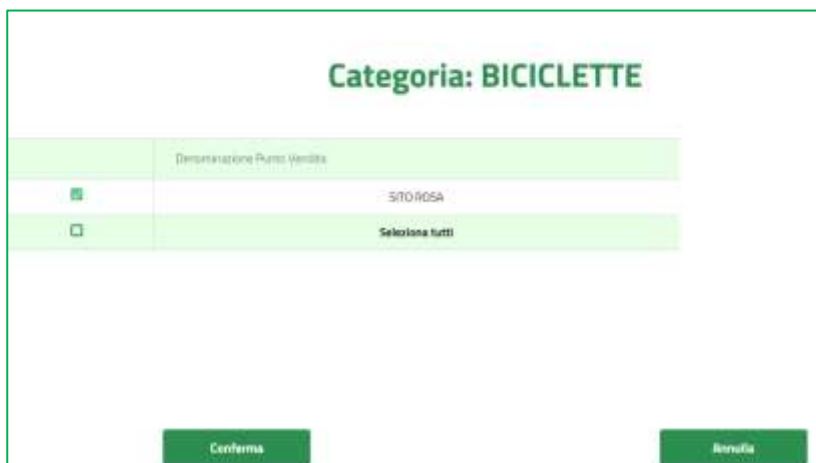 Categoria: BICICLETTE
Denominazione Punto Vendita
SITO ROSA
Seleziona tutti
Conferma
Annulla